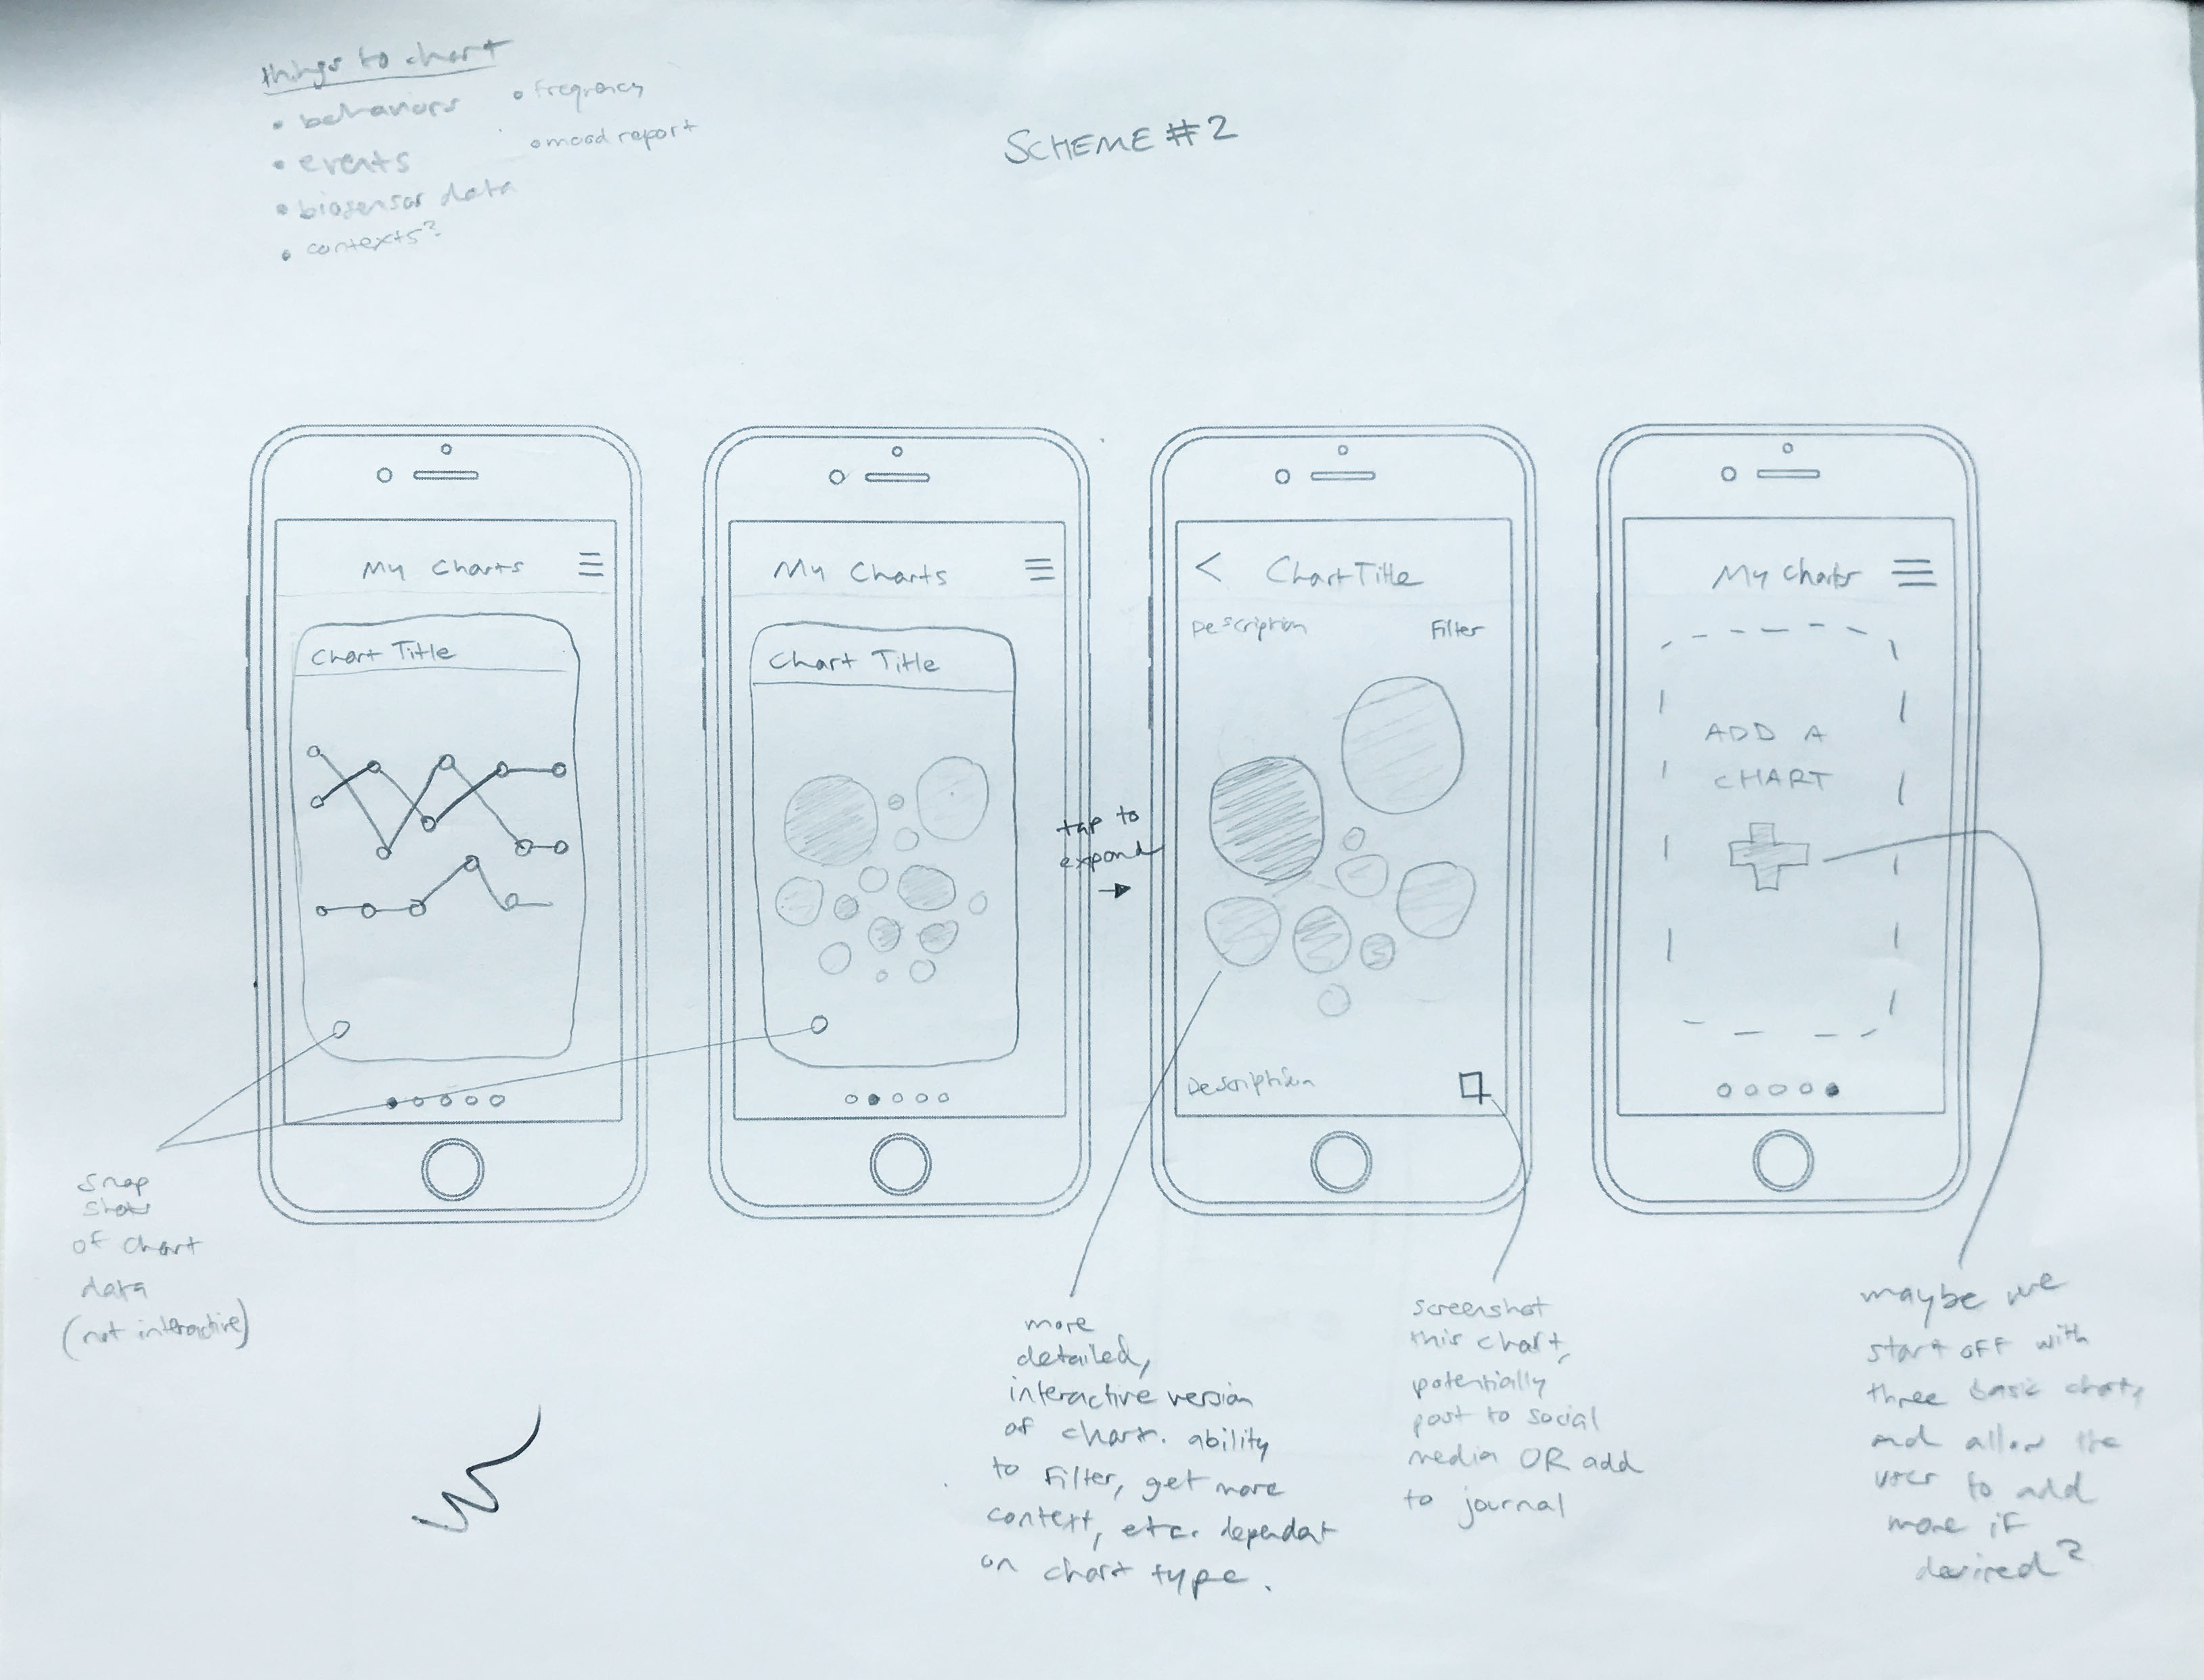 things to chart
• behaviors
• events
• biosensor data
• contexts?
• frequency
• mood report
SCHEME #2
My Charts
Chart Title
My Charts
Chart Title
tap to
expand
→
< Chart Title
Description Filter
Description
My Charts
ADD A
CHART
snap
shots
of chart
data
(not interactive)
more
detailed,
interactive version
of chart. ability
to filter, get more
context, etc. dependat
on chart type.
screenshot
this chart,
potentially
post to social
media OR add
to journal
maybe we
start off with
three basic charts
and allow the
user to add
more if
desired?